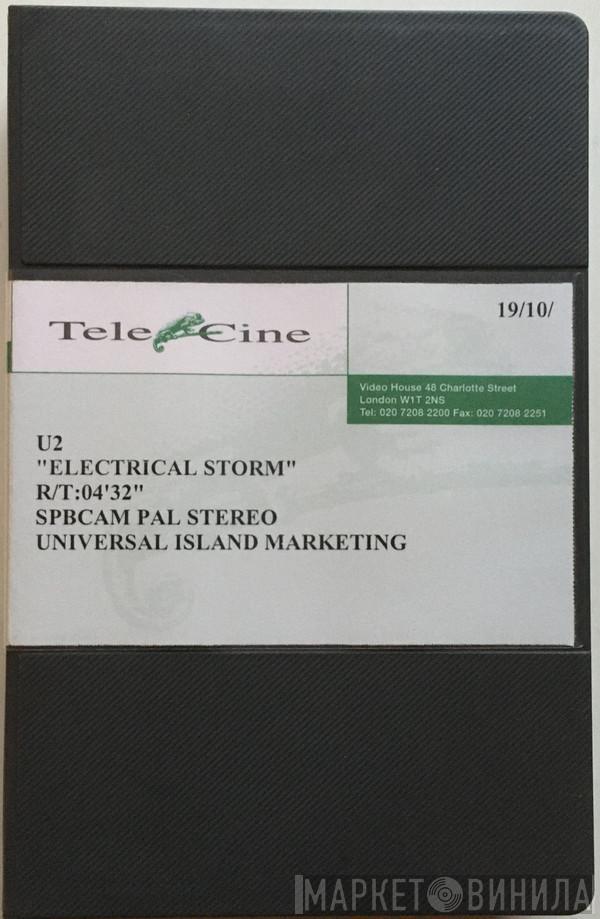 Tele Cine
19/10/
Video House 48 Charlotte Street
London W1T 2NS
Tel: 020 7208 2200 Fax: 020 7208 2251
U2
"ELECTRICAL STORM"
R/T:04'32"
SPBCAM PAL STEREO
UNIVERSAL ISLAND MARKETING
МАРКЕТ ВИНИЛА